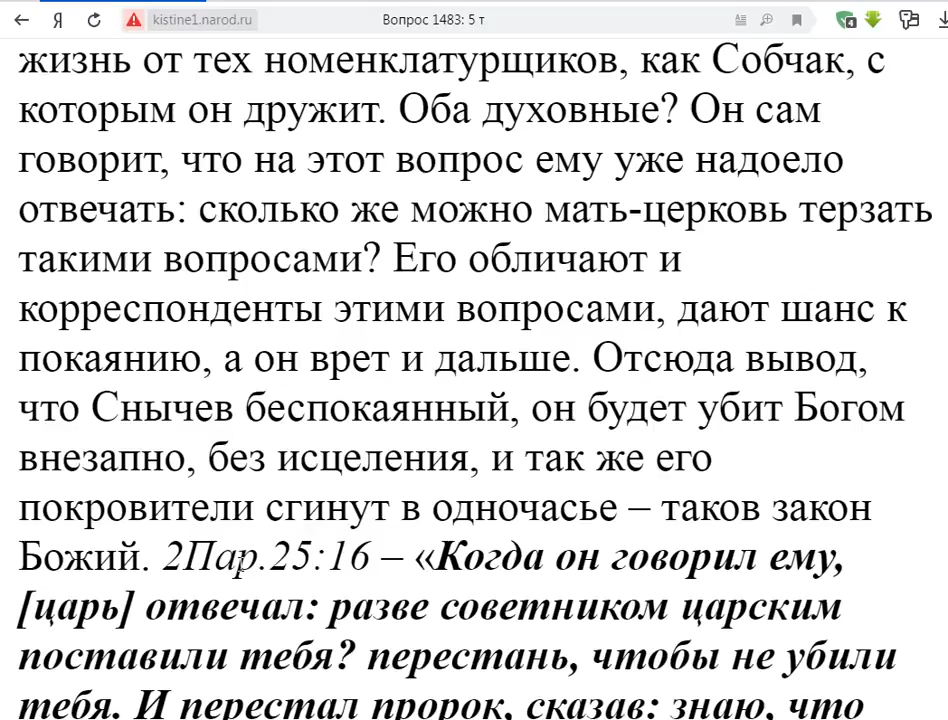 Я kistine1.narod.ru Вопрос 1483: 5 т 4
жизнь от тех номенклатурщиков, как Собчак, с
которым он дружит. Оба духовные? Он сам
говорит, что на этот вопрос ему уже надоело
отвечать: сколько же можно мать-церковь терзать
такими вопросами? Его обличают и
корреспонденты этими вопросами, дают шанс к
покаянию, а он врет и дальше. Отсюда вывод,
что Снычев беспокаянный, он будет убит Богом
внезапно, без исцеления, и так же его
покровители сгинут в одночасье – таков закон
Божий. 2Пар.25:16 – «Когда он говорил ему,
[царь] отвечал: разве советником царским
поставили тебя? перестань, чтобы не убили
тебя. И перестал пророк, сказав: знаю, что